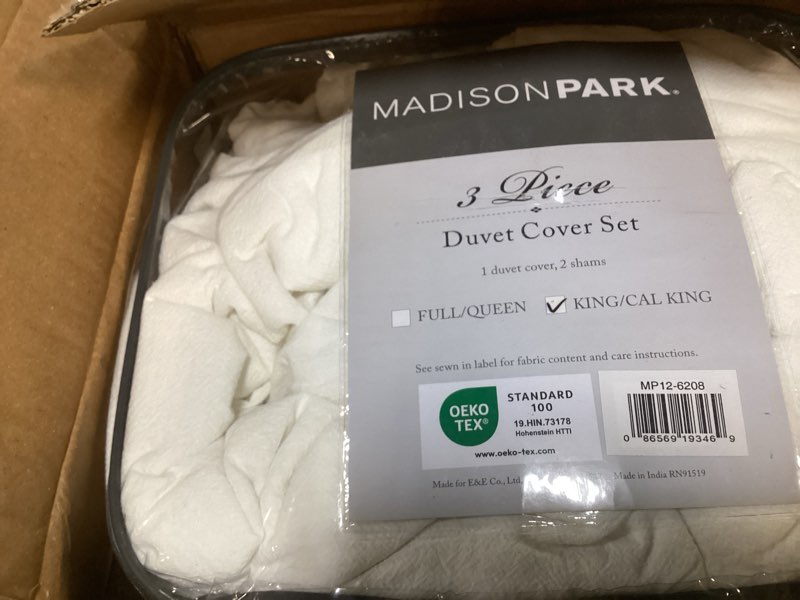 MADISONPARK®
3 Piece
Duvet Cover Set
1 duvet cover, 2 shams
FULL/QUEEN KING/CAL KING
See sewn in label for fabric content and care instructions.
OEKO
TEX®
STANDARD
100
19.HIN.73178
Hohenstein HTTI
www.oeko-tex.com
MP12-6208
0 86569 19346 9
Made for E&E Co., Ltd.
Made in India RN91519